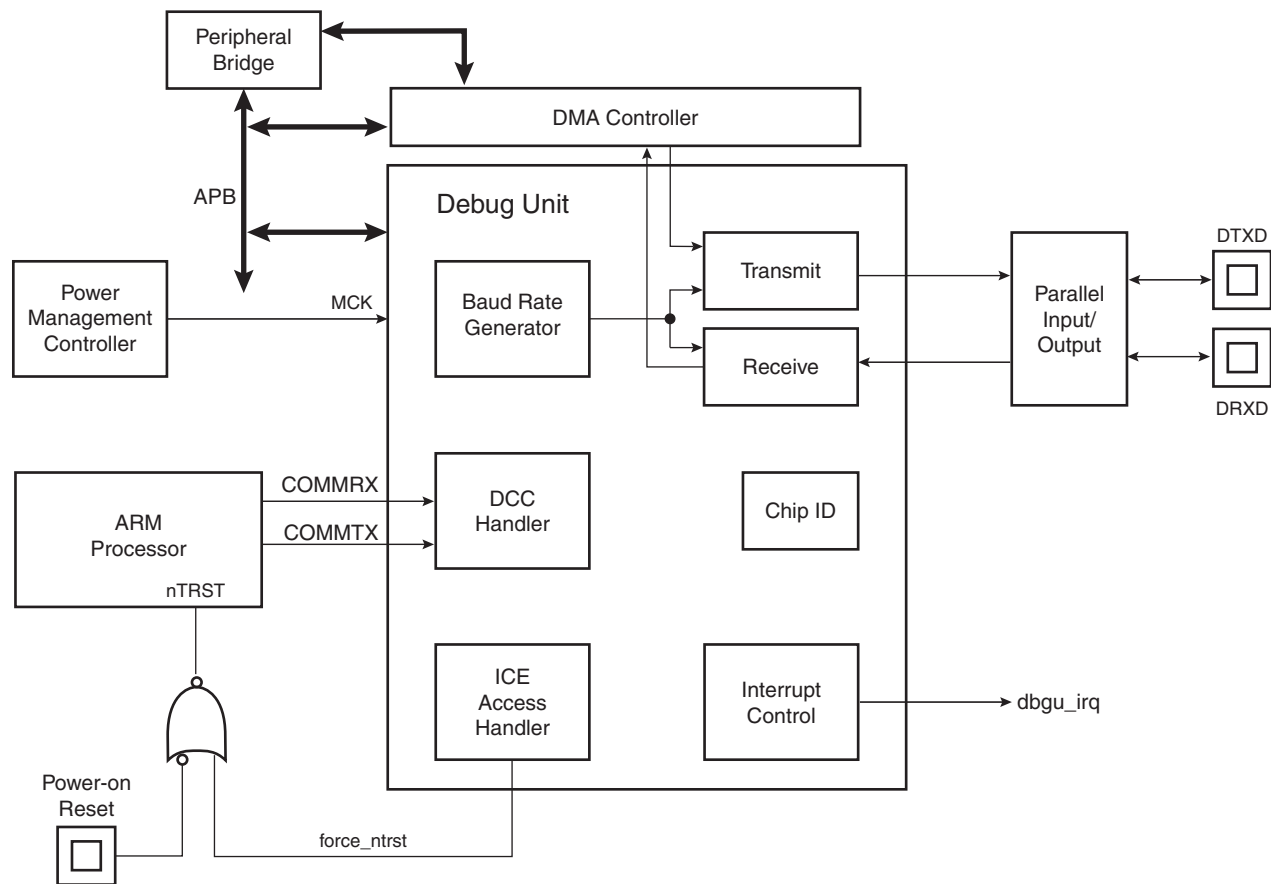 Peripheral
Bridge
DMA Controller
APB
Debug Unit
Power
Management
Controller
MCK
Baud Rate
Generator
Transmit
Receive
Parallel
Input/
Output
DTXD
DRXD
ARM
Processor
nTRST
COMMRX
COMMTX
DCC
Handler
Chip ID
ICE
Access
Handler
Interrupt
Control
dbgu_irq
Power-on
Reset
force_ntrst